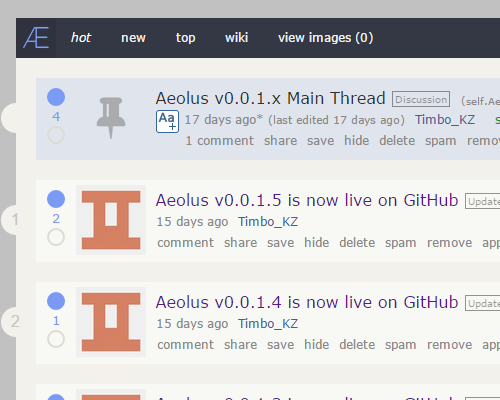 Æ hot new top wiki view images (0)
Aeolus v0.0.1.x Main Thread Discussion (self.Ae
4
Aa+ 17 days ago* (last edited 17 days ago) Timbo_KZ
1 comment share save hide delete spam remov
Aeolus v0.0.1.5 is now live on GitHub Update
1 2 15 days ago Timbo_KZ
comment share save hide delete spam remove app
Aeolus v0.0.1.4 is now live on GitHub Update
2 1 15 days ago Timbo_KZ
comment share save hide delete spam remove app